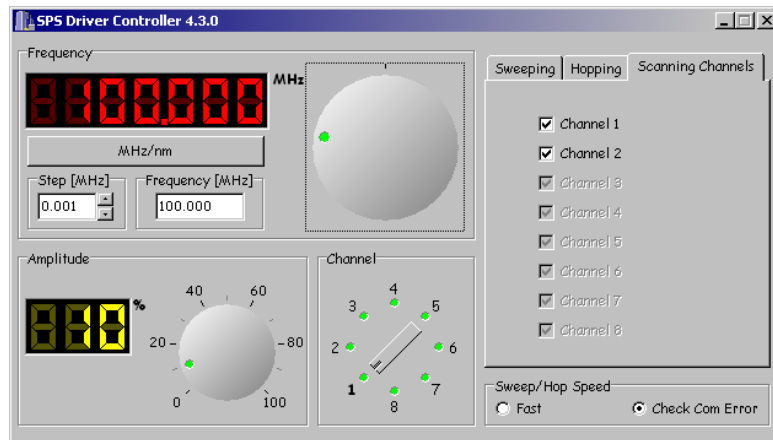 SPS Driver Controller 4.3.0
Frequency
100.000 MHz
MHz/nm
Step [MHz]
0.001
Frequency [MHz]
100.000
Amplitude
10 %
0
20
40
60
80
100
Channel
1
2
3
4
5
6
7
8
Sweeping
Hopping
Scanning Channels
Channel 1
Channel 2
Channel 3
Channel 4
Channel 5
Channel 6
Channel 7
Channel 8
Sweep/Hop Speed
Fast
Check Com Error